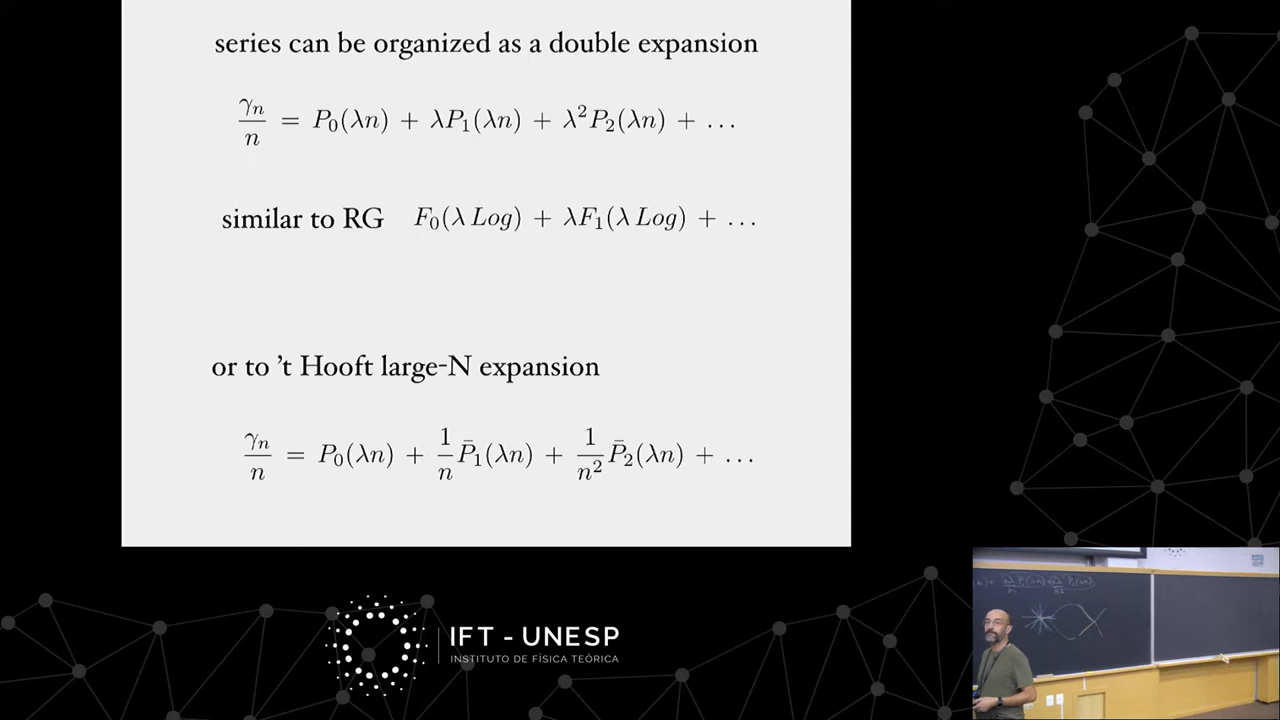 series can be organized as a double expansion
γₙ/n = P₀(λn) + λP₁(λn) + λ²P₂(λn) + …
similar to RG F₀(λ Log) + λF₁(λ Log) + …
or to ’t Hooft large-N expansion
γₙ/n = P₀(λn) + 1/n P̄₁(λn) + 1/n² P̄₂(λn) + …
IFT - UNESP
INSTITUTO DE FÍSICA TEÓRICA